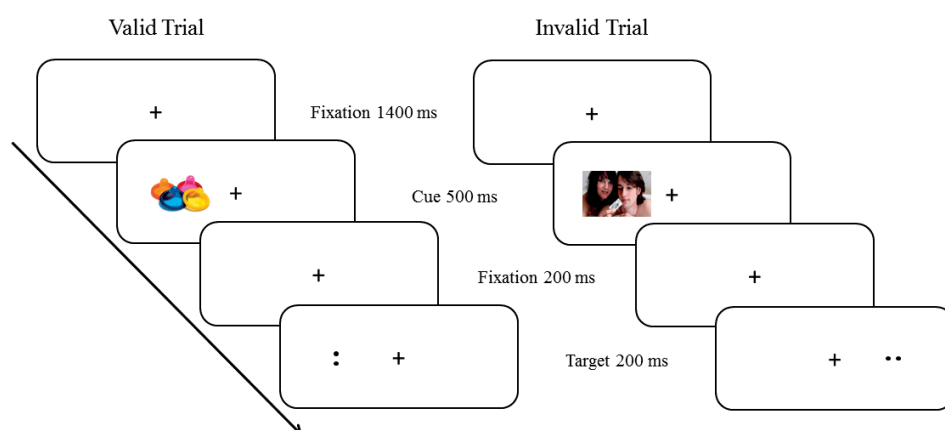 Valid Trial
Invalid Trial
Fixation 1400 ms
Cue 500 ms
Fixation 200 ms
Target 200 ms